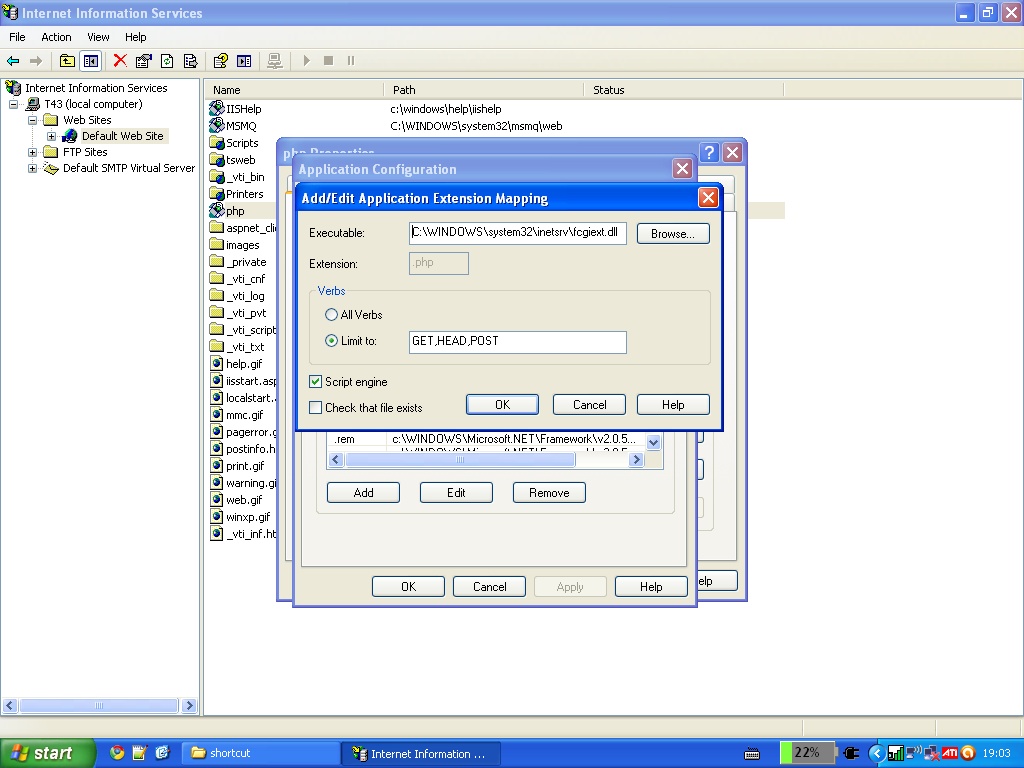 Internet Information Services
File Action View Help
Internet Information Services
T43 (local computer)
Web Sites
Default Web Site
FTP Sites
Default SMTP Virtual Server
Name Path Status
IISHelp c:\windows\help\iishelp
MSMQ C:\WINDOWS\system32\msmq\web
Scripts
tsweb
_vti_bin
Printers
php
aspnet_cli
images
_private
_vti_cnf
_vti_log
_vti_pvt
_vti_script
_vti_txt
help.gif
iisstart.asp
localstart.
mmc.gif
pagerror.g
postinfo.h
print.gif
warning.gi
web.gif
winxp.gif
_vti_inf.ht
php Properties
Application Configuration
Add/Edit Application Extension Mapping
Executable: C:\WINDOWS\system32\inetsrv\fcgiext.dll Browse...
Extension: .php
Verbs
All Verbs
Limit to: GET,HEAD,POST
Script engine
Check that file exists
OK Cancel Help
.rem c:\WINDOWS\Microsoft.NET\Framework\v2.0.5...
Add Edit Remove
OK Cancel Apply Help
elp
start shortcut Internet Information ... 22% ATI 19:03